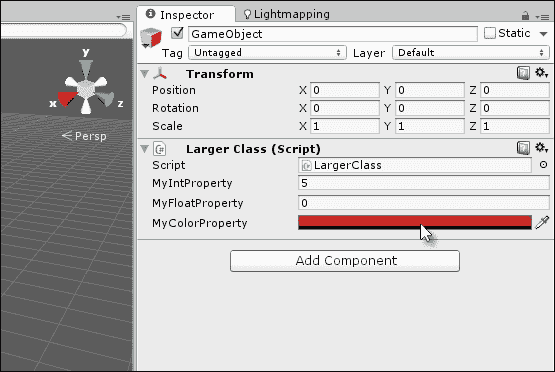 Inspector Lightmapping
GameObject Static
Tag Untagged Layer Default
Transform
Position X 0 Y 0 Z 0
Rotation X 0 Y 0 Z 0
Scale X 1 Y 1 Z 1
Larger Class (Script)
Script LargerClass
MyIntProperty 5
MyFloatProperty 0
MyColorProperty
Add Component
y
x z
Persp